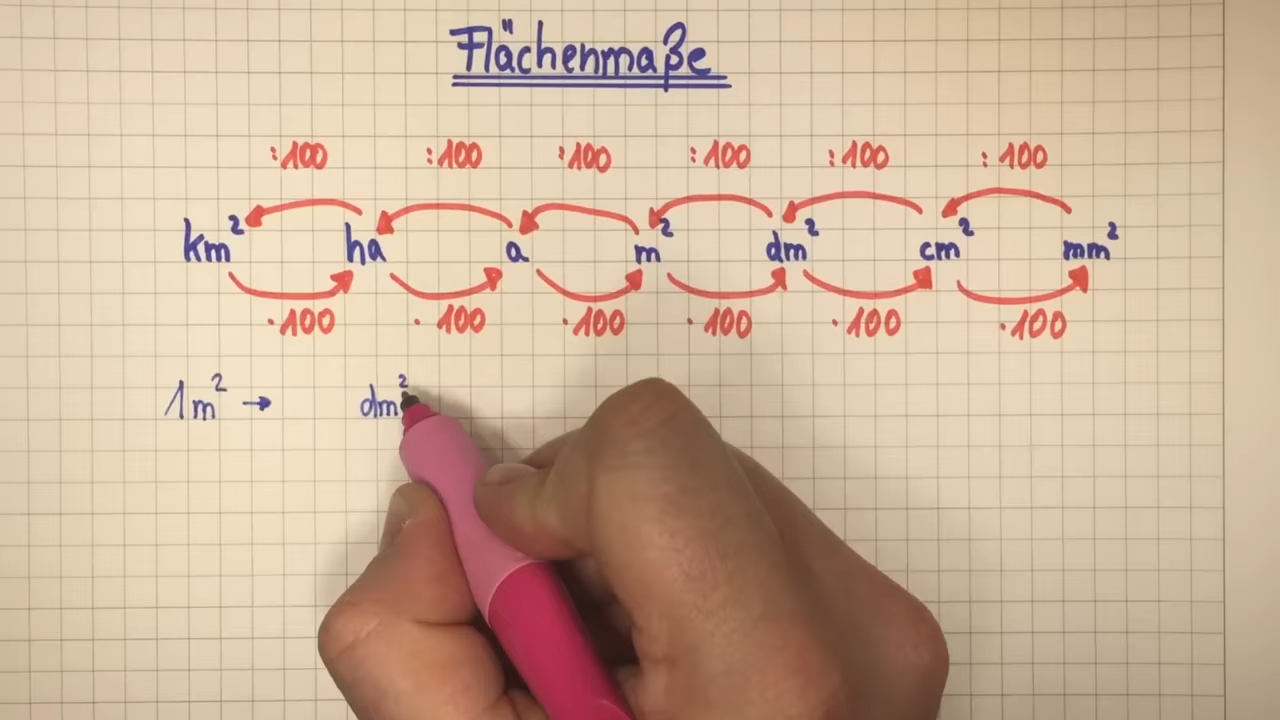 Flächenmaße
:100 :100 :100 :100 :100 :100
km² ha a m² dm² cm² mm²
·100 ·100 ·100 ·100 ·100 ·100
1m² → dm²